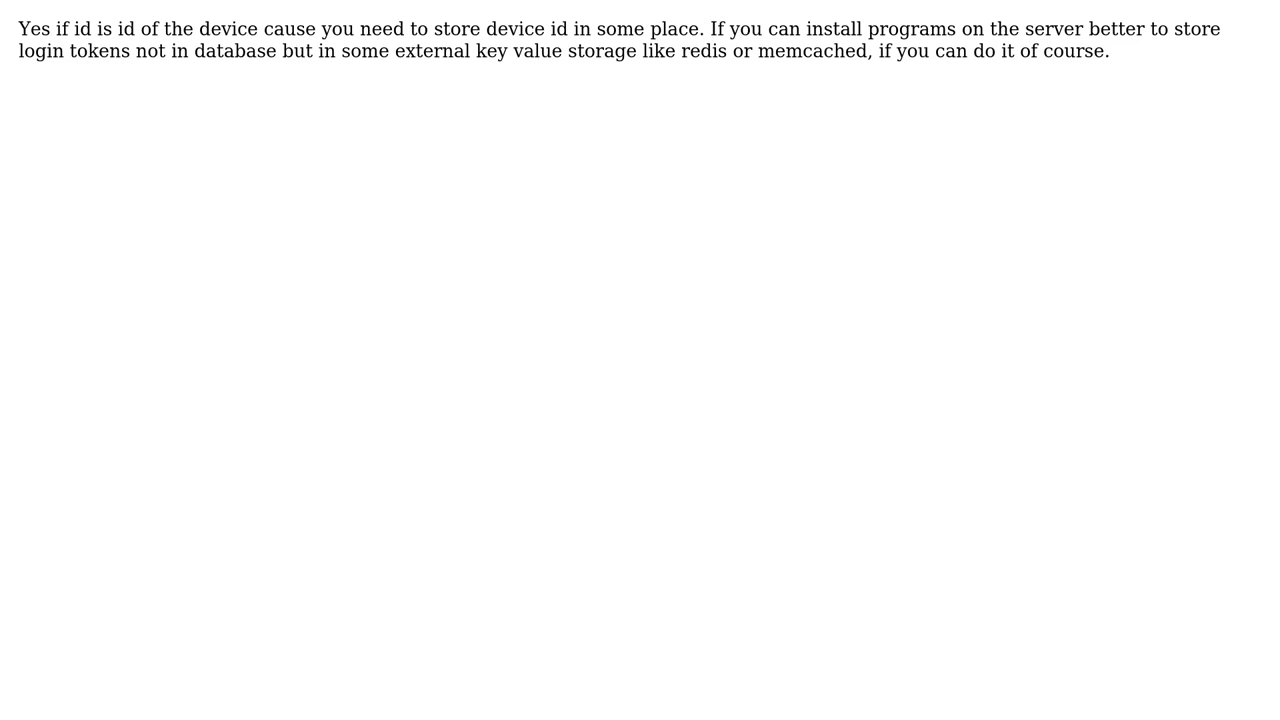 Yes if id is id of the device cause you need to store device id in some place. If you can install programs on the server better to store
login tokens not in database but in some external key value storage like redis or memcached, if you can do it of course.